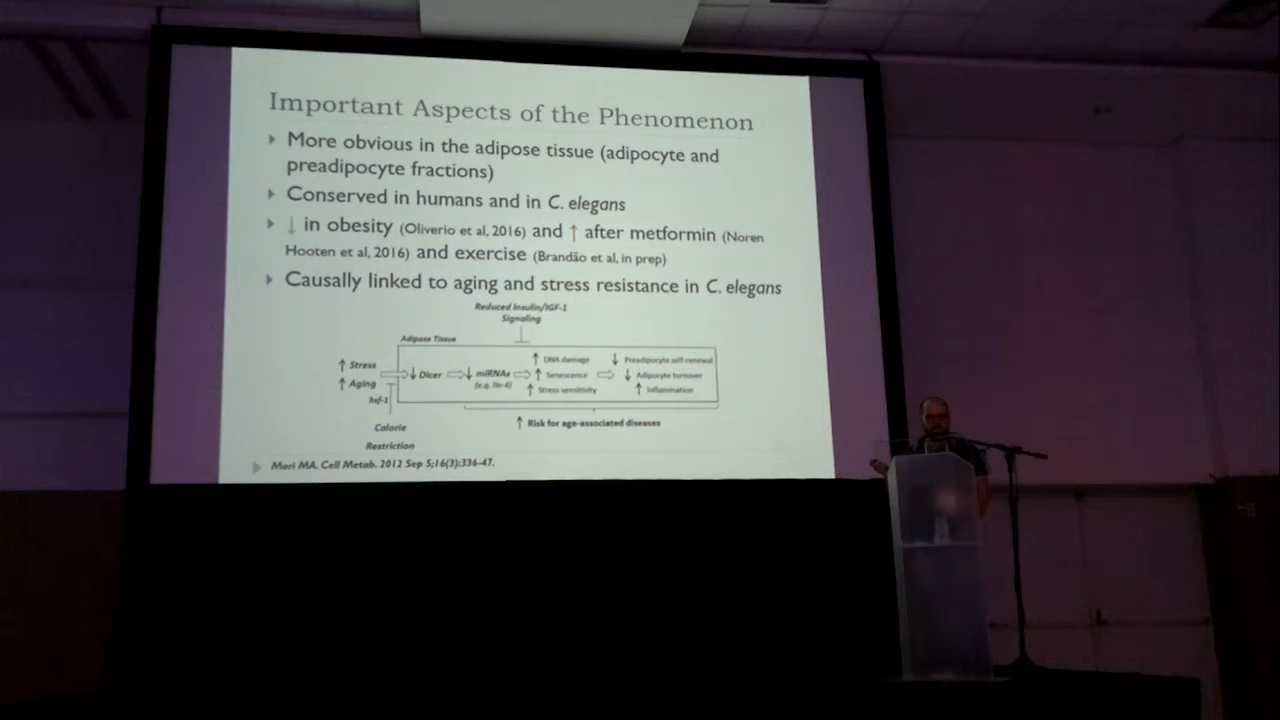 Important Aspects of the Phenomenon
More obvious in the adipose tissue (adipocyte and
preadipocyte fractions)
Conserved in humans and in C. elegans
↓ in obesity (Oliverio et al, 2016) and ↑ after metformin (Noren
Hooten et al, 2016) and exercise (Brandão et al, in prep)
Causally linked to aging and stress resistance in C. elegans
Reduced Insulin/IGF-1
Signaling
Adipose Tissue
↑ Stress
↑ Aging
↓ Dicer
↓ miRNAs
(e.g. lin-4)
↑ DNA damage
↑ Senescence
↑ Stress sensitivity
↓ Preadipocyte self-renewal
↓ Adipocyte turnover
↑ Inflammation
hsf-1
Calorie
Restriction
↑ Risk for age-associated diseases
Mori MA. Cell Metab. 2012 Sep 5;16(3):336-47.